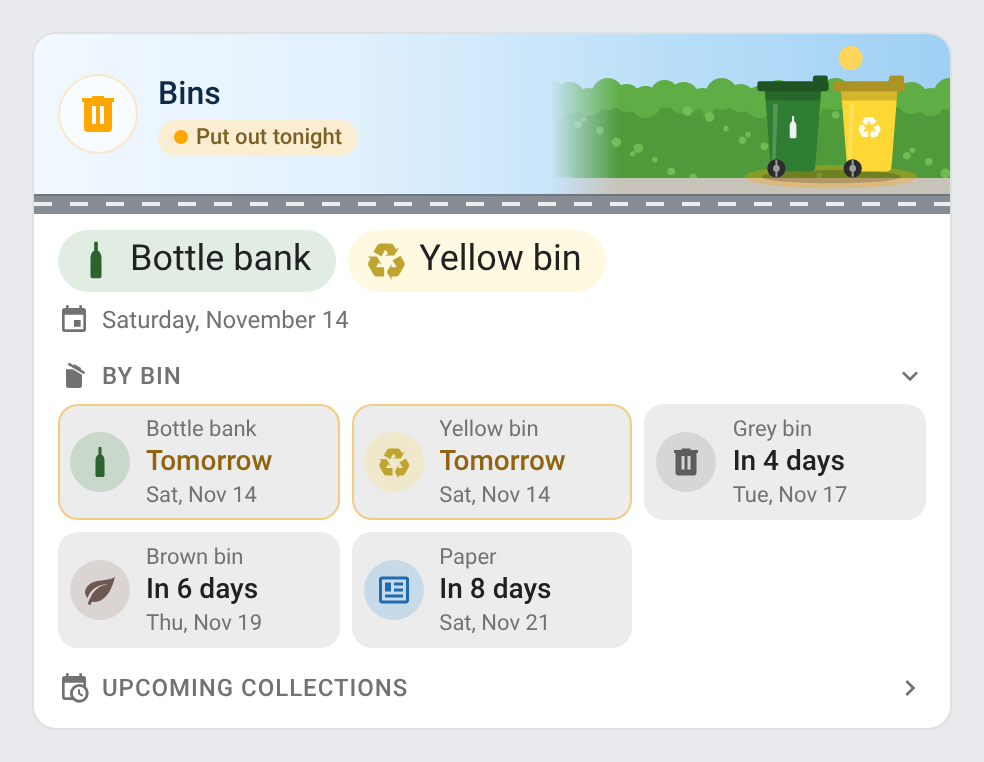 Bins
Put out tonight
Bottle bank
Yellow bin
Saturday, November 14
BY BIN
Bottle bank
Tomorrow
Sat, Nov 14
Yellow bin
Tomorrow
Sat, Nov 14
Grey bin
In 4 days
Tue, Nov 17
Brown bin
In 6 days
Thu, Nov 19
Paper
In 8 days
Sat, Nov 21
UPCOMING COLLECTIONS